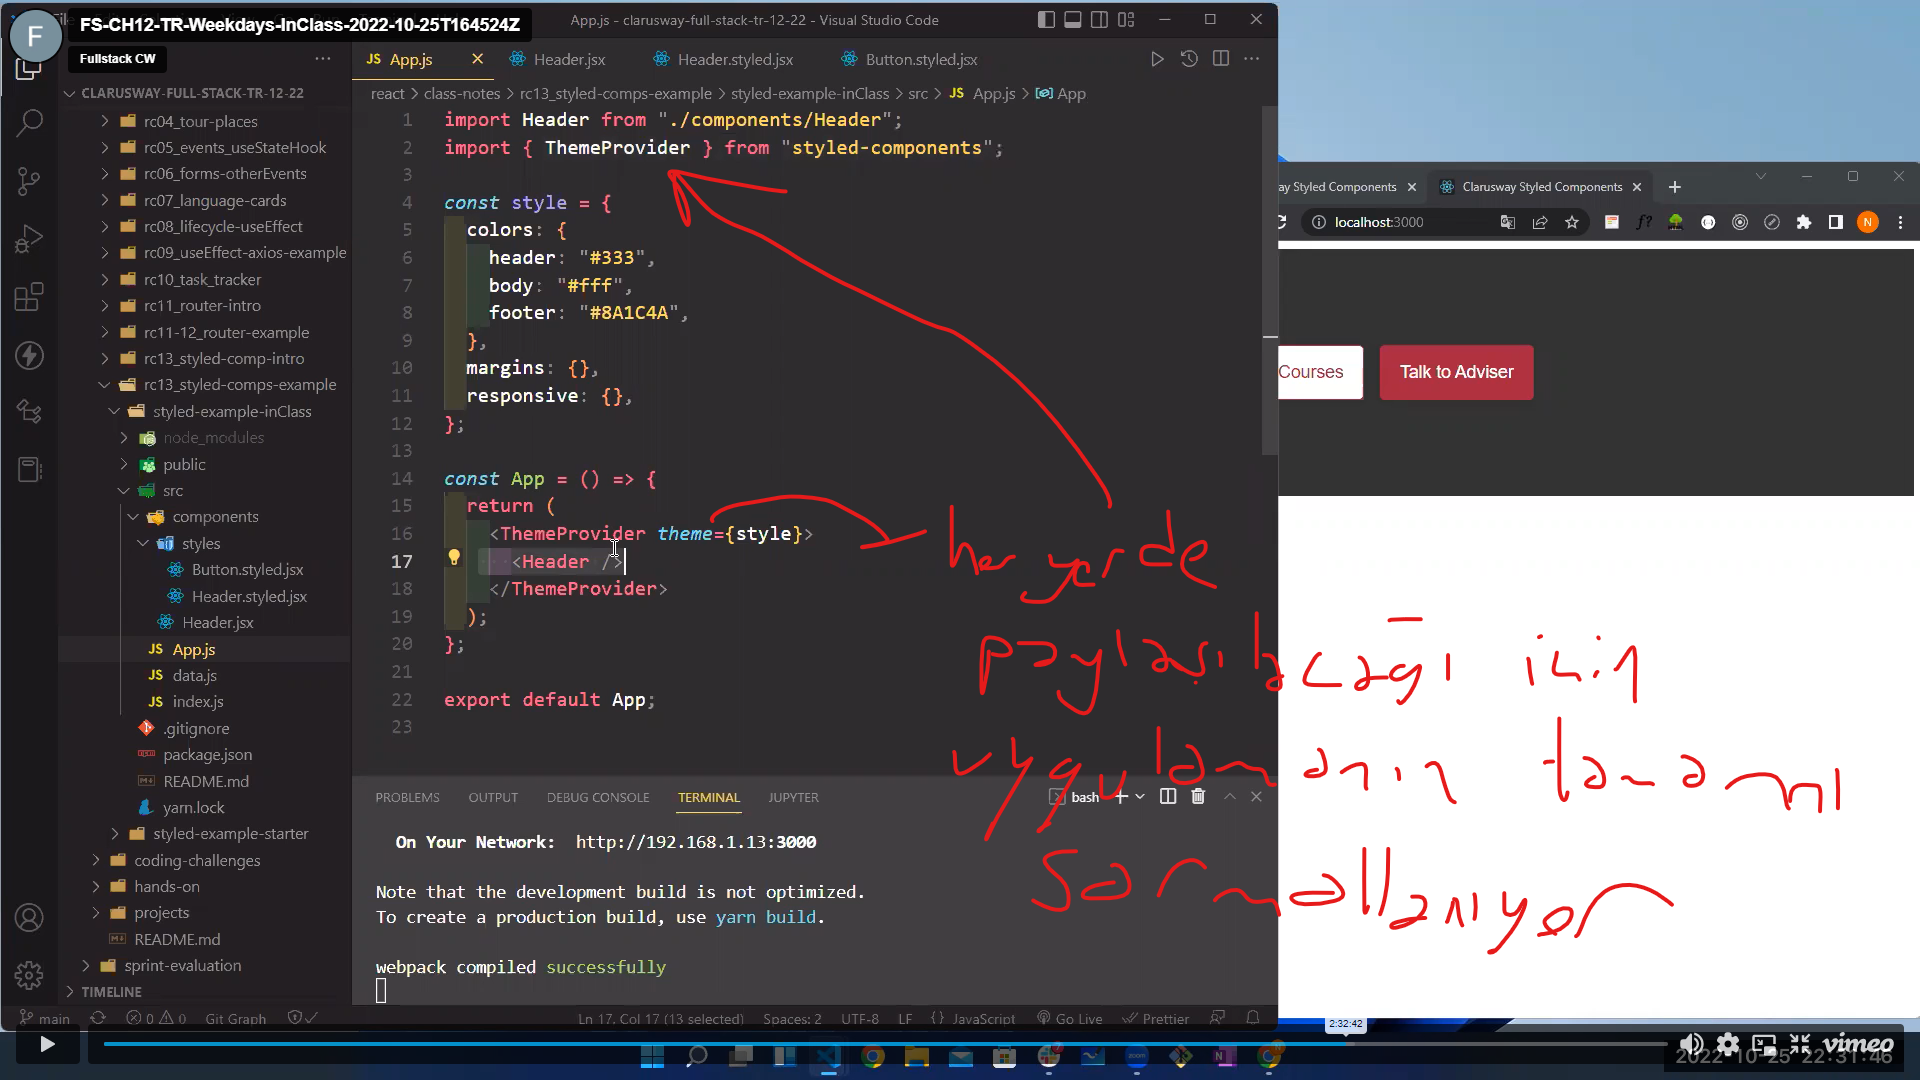 FS-CH12-TR-Weekdays-InClass-2022-10-25T164524Z
F
Fullstack CW
App.js - clarusway-full-stack-tr-12-22 - Visual Studio Code
App.js
Header.jsx
Header.styled.jsx
Button.styled.jsx
CLARUSWAY-FULL-STACK-TR-12-22
rc04_tour-places
rc05_events_useStateHook
rc06_forms-otherEvents
rc07_language-cards
rc08_lifecycle-useEffect
rc09_useEffect-axios-example
rc10_task_tracker
rc11_router-intro
rc11-12_router-example
rc13_styled-comp-intro
rc13_styled-comps-example
styled-example-inClass
node_modules
public
src
components
styles
Button.styled.jsx
Header.styled.jsx
Header.jsx
JS App.js
JS data.js
JS index.js
.gitignore
package.json
README.md
yarn.lock
styled-example-starter
coding-challenges
hands-on
projects
README.md
sprint-evaluation
TIMELINE
react > class-notes > rc13_styled-comps-example > styled-example-inClass > src > JS App.js > App
1 import Header from "./components/Header";
2 import { ThemeProvider } from "styled-components";
3
4 const style = {
5 colors: {
6 header: "#333",
7 body: "#fff",
8 footer: "#8A1C4A",
9 },
10 margins: {},
11 responsive: {},
12 };
13
14 const App = () => {
15 return (
16 <ThemeProvider theme={style}>
17 <Header />
18 </ThemeProvider>
19 );
20 };
21
22 export default App;
23
her yerde
paylaşılacağı için
uygulamanın tamamı
sarmallanıyor
PROBLEMS OUTPUT DEBUG CONSOLE TERMINAL JUPYTER
bash
On Your Network: http://192.168.1.13:3000
Note that the development build is not optimized.
To create a production build, use yarn build.
webpack compiled successfully
main 0 0 Git Graph Ln 17, Col 17 (13 selected) Spaces: 2 UTF-8 LF {} JavaScript Go Live Prettier
ay Styled Components
Clarusway Styled Components
localhost:3000
N
Courses
Talk to Adviser
2:32:42
vimeo
2022-10-25 22:31:46